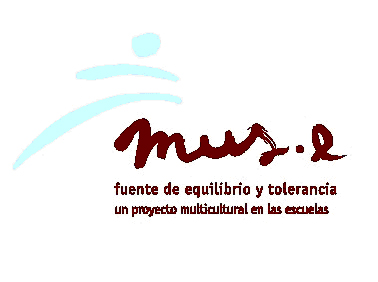 mus.e
fuente de equilibrio y tolerancia
un proyecto multicultural en las escuelas